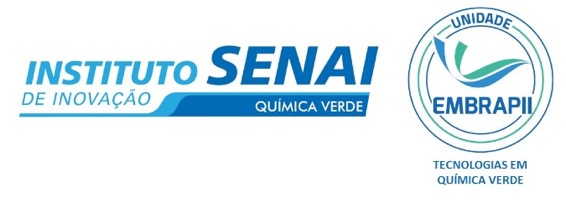 INSTITUTO SENAI
DE INOVAÇÃO
QUÍMICA VERDE
UNIDADE
EMBRAPII
TECNOLOGIAS EM
QUÍMICA VERDE